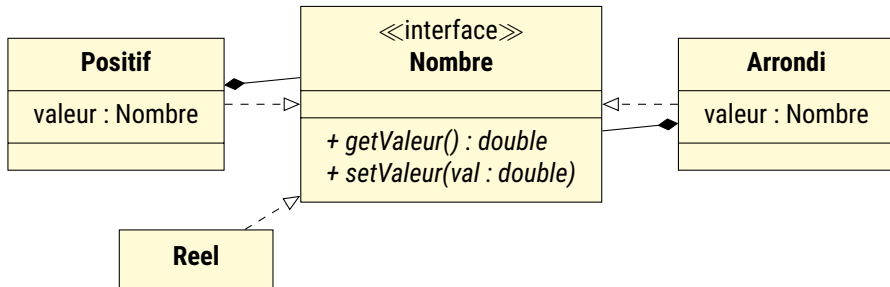 Positif
valeur : Nombre
≪interface≫
Nombre
+ getValeur() : double
+ setValeur(val : double)
Arrondi
valeur : Nombre
Reel